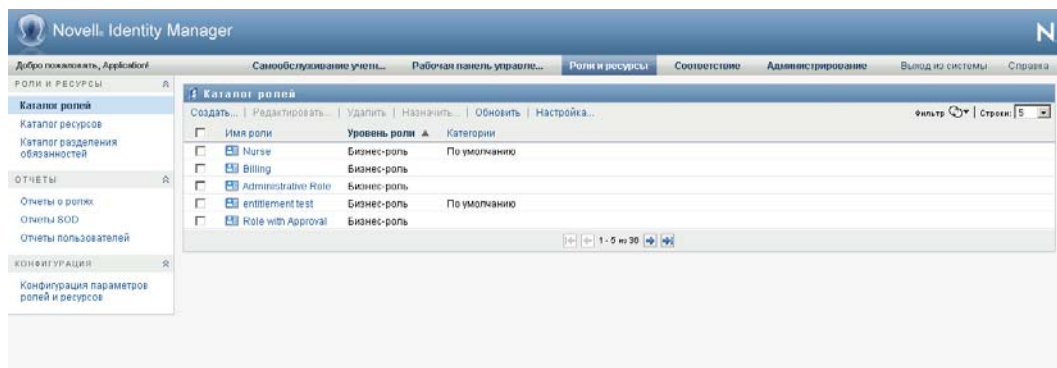 Novell® Identity Manager
N
Добро пожаловать, Application!
Самообслуживание учетн...
Рабочая панель управле...
Роли и ресурсы
Соответствие
Администрирование
Выход из системы
Справка
РОЛИ И РЕСУРСЫ
Каталог ролей
Каталог ресурсов
Каталог разделения
обязанностей
ОТЧЕТЫ
Отчеты о ролях
Отчеты SOD
Отчеты пользователей
КОНФИГУРАЦИЯ
Конфигурация параметров
ролей и ресурсов
Каталог ролей
Создать... | Редактировать... | Удалить | Назначить... | Обновить | Настройка...
Фильтр | Строки: 5
Имя роли Уровень роли Категории
Nurse Бизнес-роль По умолчанию
Billing Бизнес-роль
Administrative Role Бизнес-роль
entitlement test Бизнес-роль По умолчанию
Role with Approval Бизнес-роль
1 - 5 из 30